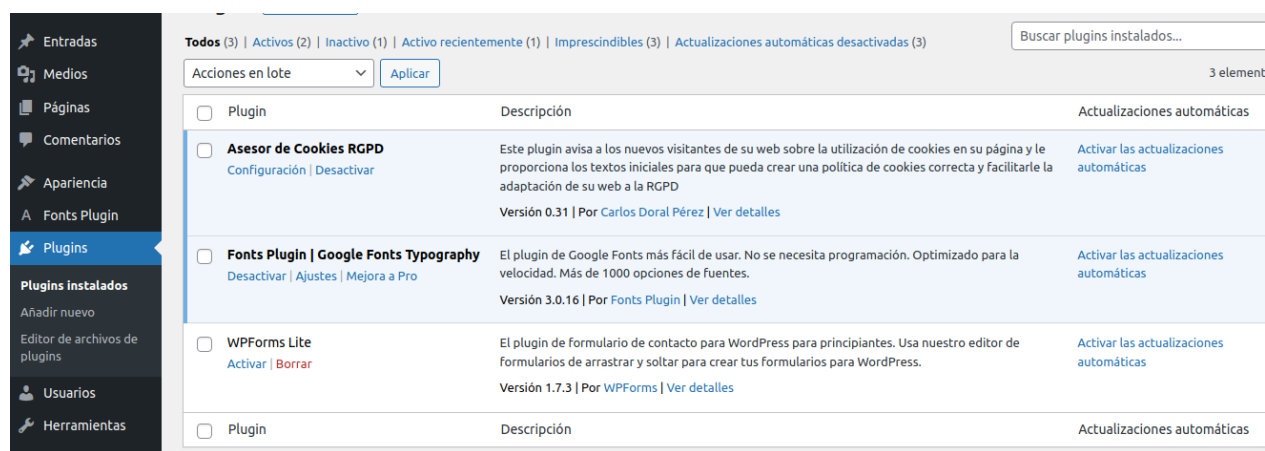 Entradas
Todos (3) | Activos (2) | Inactivo (1) | Activo recientemente (1) | Imprescindibles (3) | Actualizaciones automáticas desactivadas (3)
Buscar plugins instalados...
Medios
Acciones en lote
Aplicar
3 element
Páginas
Plugin
Descripción
Actualizaciones automáticas
Comentarios
Asesor de Cookies RGPD
Configuración | Desactivar
Este plugin avisa a los nuevos visitantes de su web sobre la utilización de cookies en su página y le
proporciona los textos iniciales para que pueda crear una política de cookies correcta y facilitarle la
adaptación de su web a la RGPD
Versión 0.31 | Por Carlos Doral Pérez | Ver detalles
Activar las actualizaciones
automáticas
Apariencia
A Fonts Plugin
Plugins
Fonts Plugin | Google Fonts Typography
Desactivar | Ajustes | Mejora a Pro
El plugin de Google Fonts más fácil de usar. No se necesita programación. Optimizado para la
velocidad. Más de 1000 opciones de fuentes.
Versión 3.0.16 | Por Fonts Plugin | Ver detalles
Activar las actualizaciones
automáticas
Plugins instalados
Añadir nuevo
Editor de archivos de
plugins
WPForms Lite
Activar | Borrar
El plugin de formulario de contacto para WordPress para principiantes. Usa nuestro editor de
formularios de arrastrar y soltar para crear tus formularios para WordPress.
Versión 1.7.3 | Por WPForms | Ver detalles
Activar las actualizaciones
automáticas
Usuarios
Herramientas
Plugin
Descripción
Actualizaciones automáticas